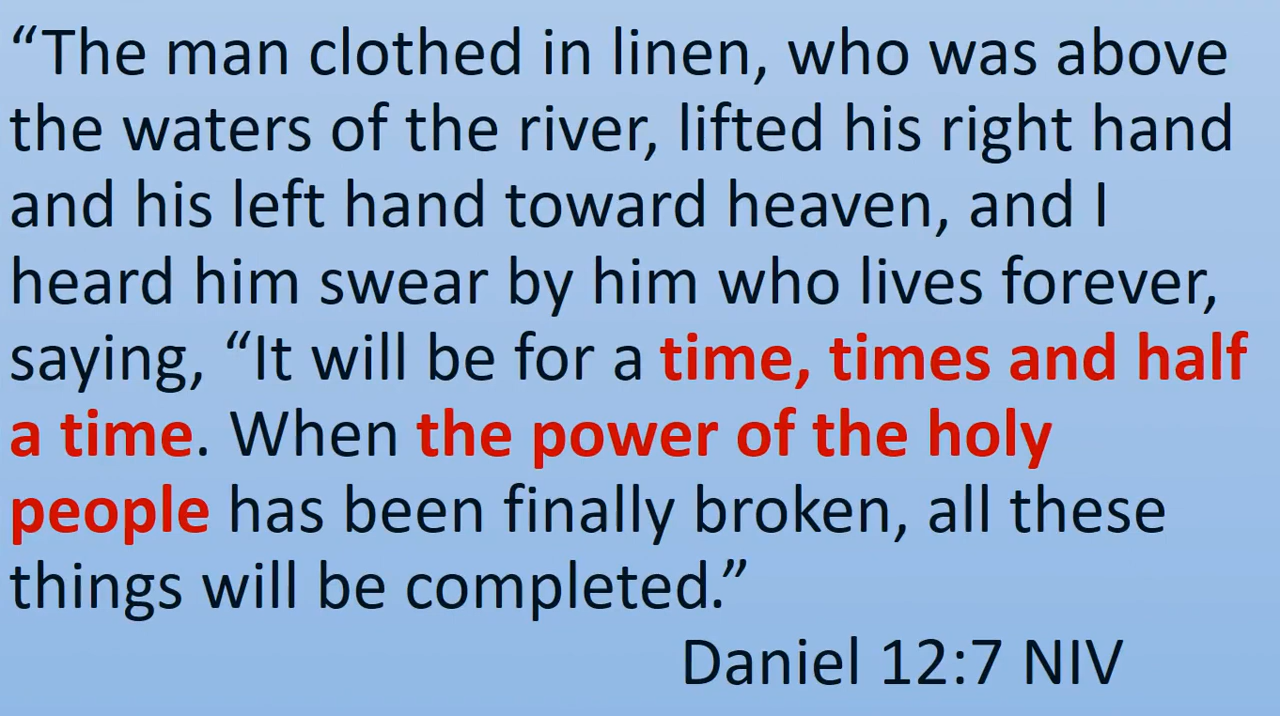 “The man clothed in linen, who was above
the waters of the river, lifted his right hand
and his left hand toward heaven, and I
heard him swear by him who lives forever,
saying, “It will be for a time, times and half
a time. When the power of the holy
people has been finally broken, all these
things will be completed.”
Daniel 12:7 NIV